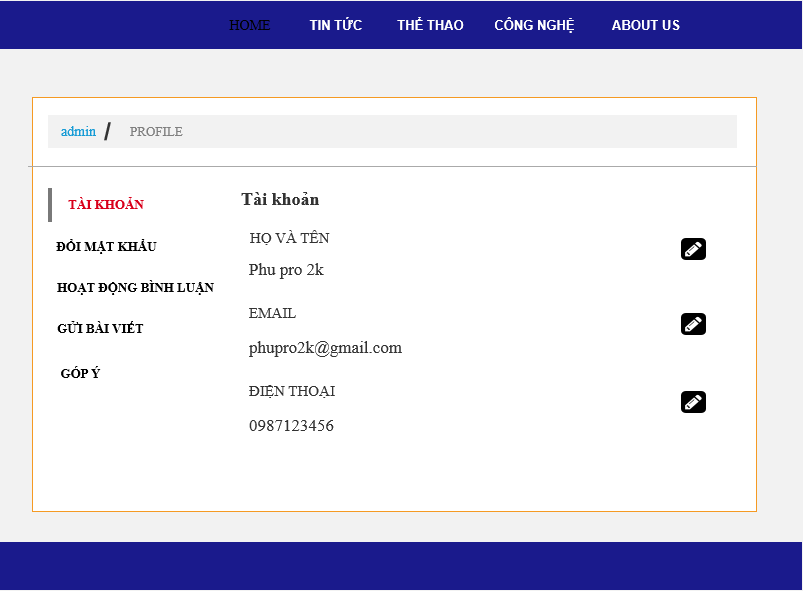 HOME TIN TỨC THỂ THAO CÔNG NGHỆ ABOUT US
admin / PROFILE
TÀI KHOẢN
ĐỔI MẬT KHẨU
HOẠT ĐỘNG BÌNH LUẬN
GỬI BÀI VIẾT
GÓP Ý
Tài khoản
HỌ VÀ TÊN
Phu pro 2k
EMAIL
phupro2k@gmail.com
ĐIỆN THOẠI
0987123456